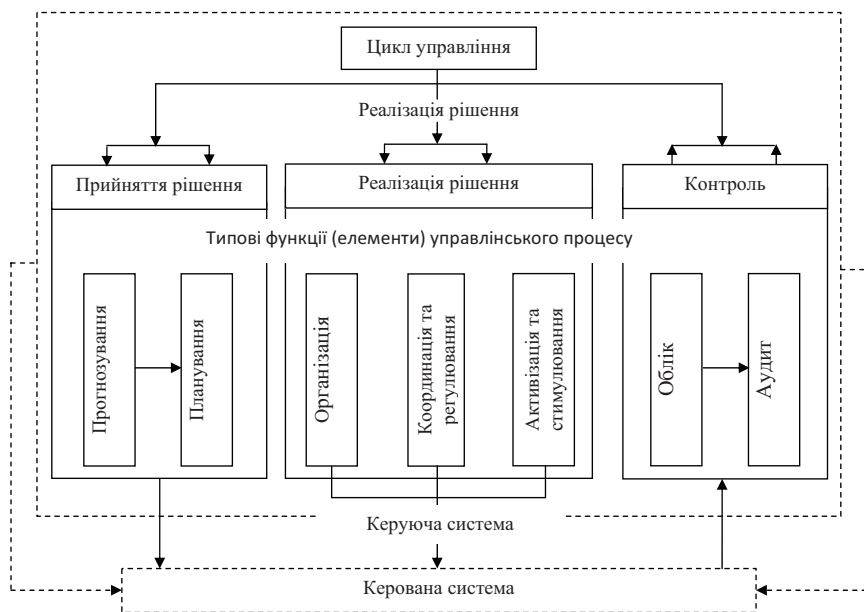 Цикл управління
Реалізація рішення
Прийняття рішення
Реалізація рішення
Контроль
Типові функції (елементи) управлінського процесу
Прогнозування
Планування
Організація
Координація та
регулювання
Активізація та
стимулювання
Облік
Аудит
Керуюча система
Керована система